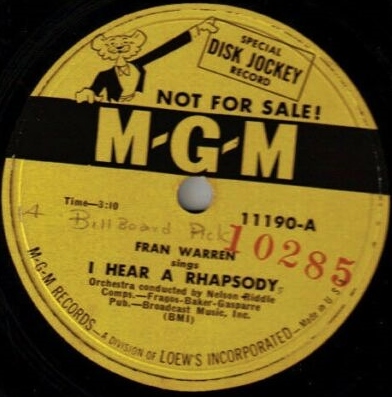 SPECIAL
DISK JOCKEY
RECORD
NOT FOR SALE!
M-G-M
Time—3:10
11190-A
A Billboard Pick
10285
FRAN WARREN
sings
I HEAR A RHAPSODY
Orchestra conducted by Nelson Riddle
Comps.—Fragos-Baker-Gasparre
Pub.—Broadcast Music, Inc.
(BMI)
M-G-M RECORDS—A DIVISION OF LOEW'S INCORPORATED—Made in U.S.A.